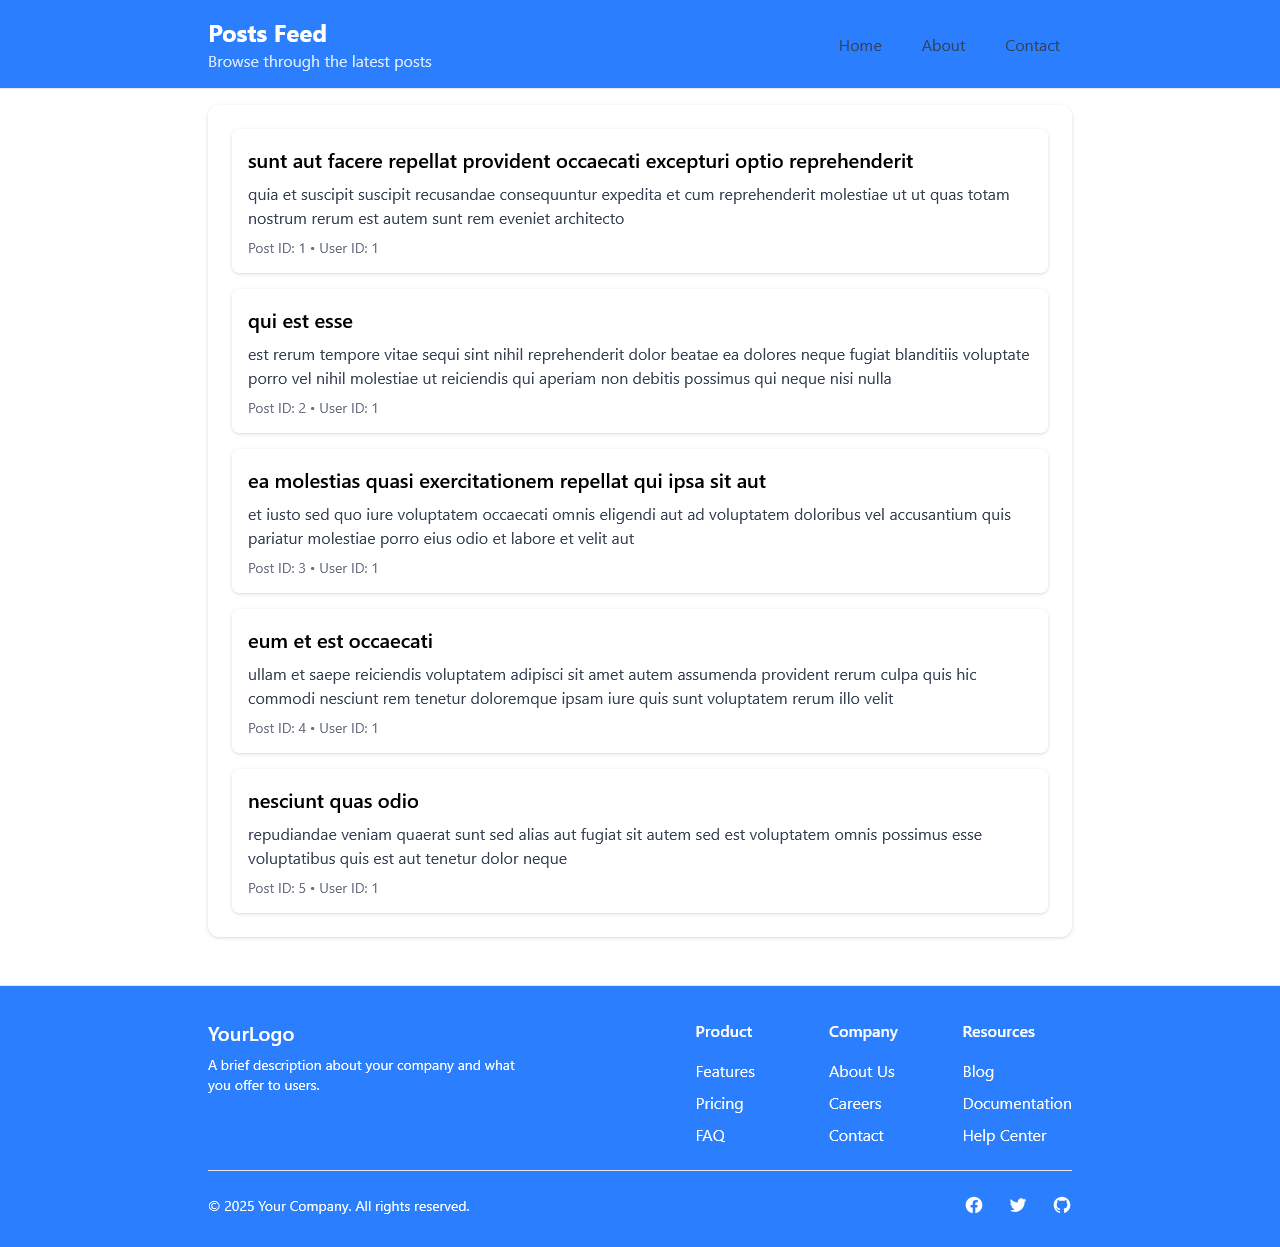 Posts Feed
Browse through the latest posts
Home About Contact
sunt aut facere repellat provident occaecati excepturi optio reprehenderit
quia et suscipit suscipit recusandae consequuntur expedita et cum reprehenderit molestiae ut ut quas totam
nostrum rerum est autem sunt rem eveniet architecto
Post ID: 1 • User ID: 1
qui est esse
est rerum tempore vitae sequi sint nihil reprehenderit dolor beatae ea dolores neque fugiat blanditiis voluptate
porro vel nihil molestiae ut reiciendis qui aperiam non debitis possimus qui neque nisi nulla
Post ID: 2 • User ID: 1
ea molestias quasi exercitationem repellat qui ipsa sit aut
et iusto sed quo iure voluptatem occaecati omnis eligendi aut ad voluptatem doloribus vel accusantium quis
pariatur molestiae porro eius odio et labore et velit aut
Post ID: 3 • User ID: 1
eum et est occaecati
ullam et saepe reiciendis voluptatem adipisci sit amet autem assumenda provident rerum culpa quis hic
commodi nesciunt rem tenetur doloremque ipsam iure quis sunt voluptatem rerum illo velit
Post ID: 4 • User ID: 1
nesciunt quas odio
repudiandae veniam quaerat sunt sed alias aut fugiat sit autem sed est voluptatem omnis possimus esse
voluptatibus quis est aut tenetur dolor neque
Post ID: 5 • User ID: 1
YourLogo
A brief description about your company and what
you offer to users.
Product
Features
Pricing
FAQ
Company
About Us
Careers
Contact
Resources
Blog
Documentation
Help Center
© 2025 Your Company. All rights reserved.